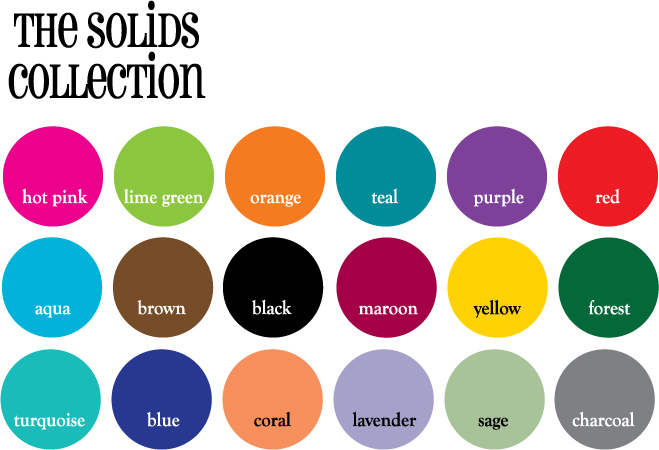 THE SOLiDS
COLLECTiON
hot pink lime green orange teal purple red
aqua brown black maroon yellow forest
turquoise blue coral lavender sage charcoal